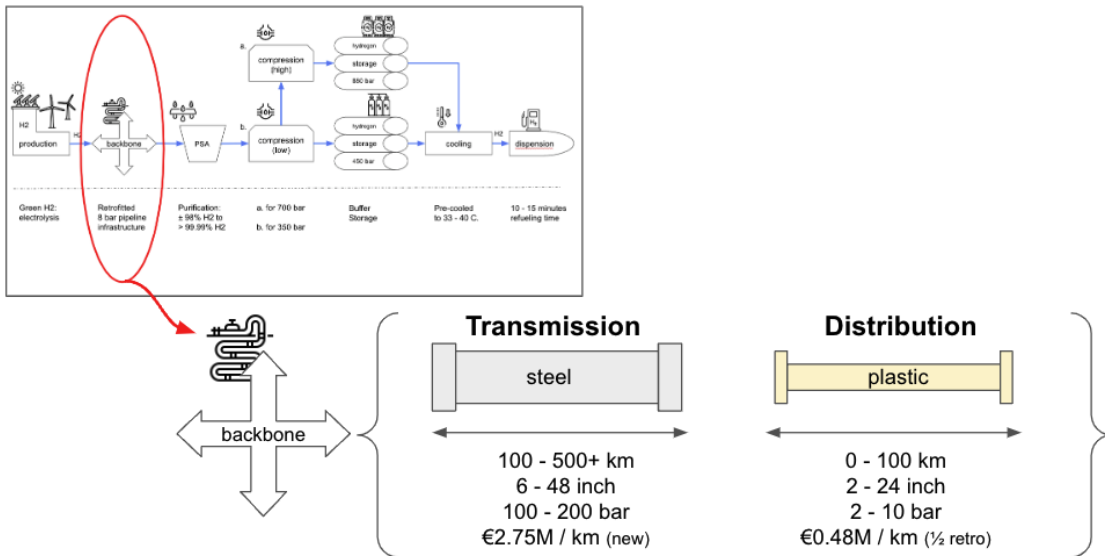 a.
compression
(high)
hydrogen
storage
850 bar
H2
production
H2
backbone
PSA
b.
compression
(low)
hydrogen
storage
450 bar
cooling
H2
dispension
Green H2:
electrolysis
Retrofitted
8 bar pipeline
infrastructure
Purification:
± 98% H2 to
> 99.99% H2
a. for 700 bar
b. for 350 bar
Buffer
Storage
Pre-cooled
to 33 - 40 C.
10 - 15 minutes
refueling time
backbone
Transmission
steel
100 - 500+ km
6 - 48 inch
100 - 200 bar
€2.75M / km (new)
Distribution
plastic
0 - 100 km
2 - 24 inch
2 - 10 bar
€0.48M / km (½ retro)